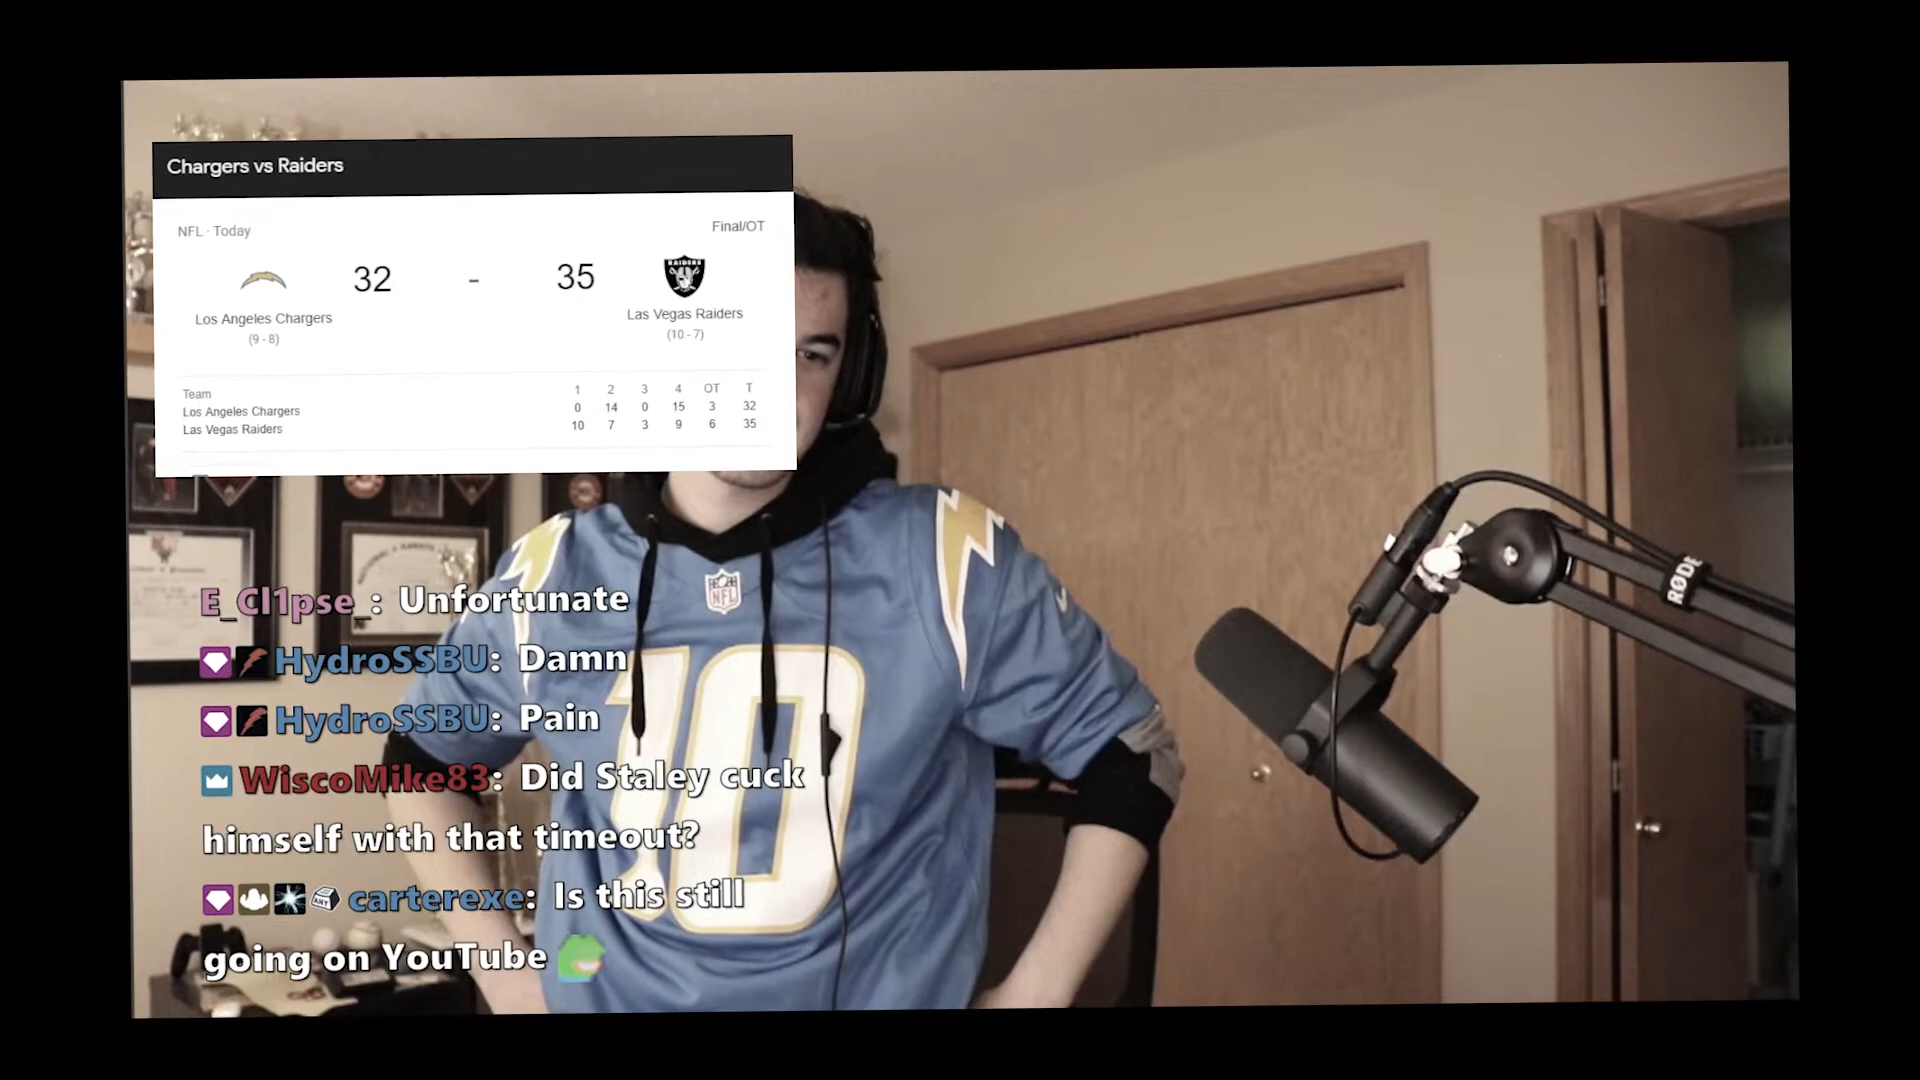 Chargers vs Raiders
NFL · Today
Final/OT
32 - 35
RAIDERS
Los Angeles Chargers
Las Vegas Raiders
(9 - 8)
(10 - 7)
Team 1 2 3 4 OT T
Los Angeles Chargers 0 14 0 15 3 32
Las Vegas Raiders 10 7 3 9 6 35
NFL
10
RØDE
E_Cl1pse_: Unfortunate
HydroSSBU: Damn
HydroSSBU: Pain
WiscoMike83: Did Staley cuck
himself with that timeout?
ANY
carterexe: Is this still
going on YouTube